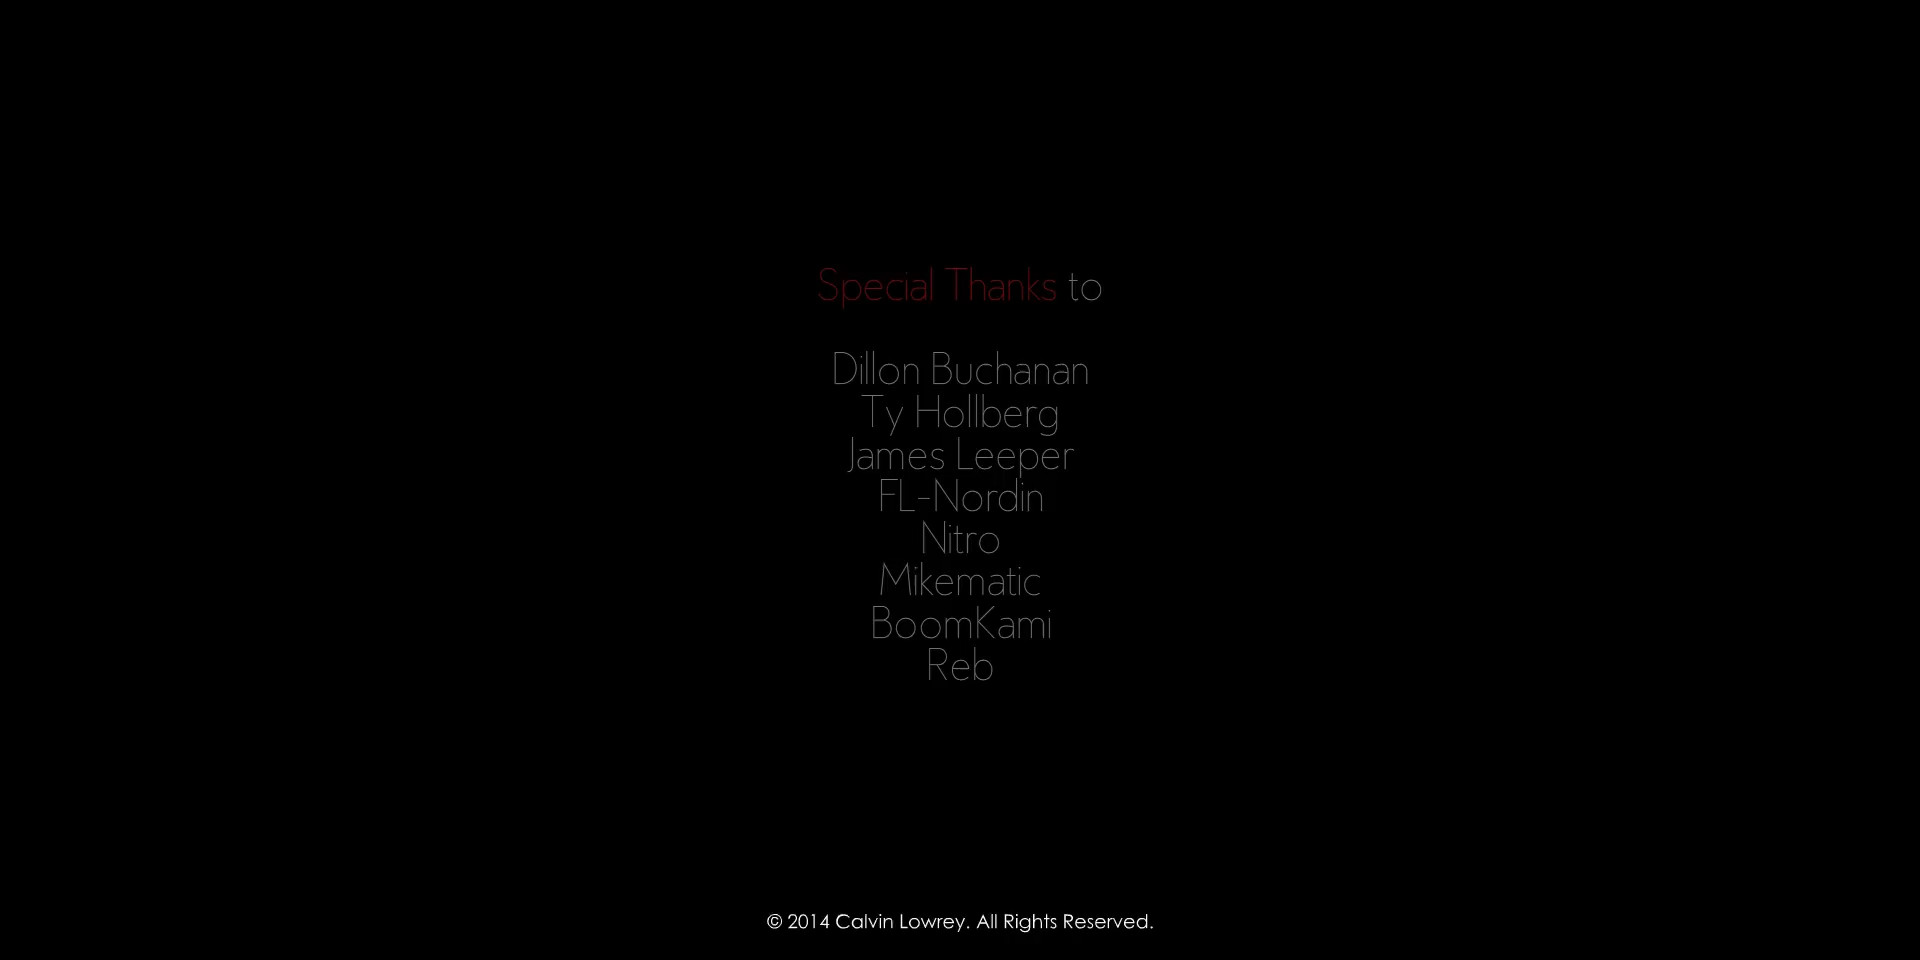 Special Thanks to
Dillon Buchanan
Ty Hollberg
James Leeper
FL-Nordin
Nitro
Mikematic
BoomKami
Reb
© 2014 Calvin Lowrey. All Rights Reserved.